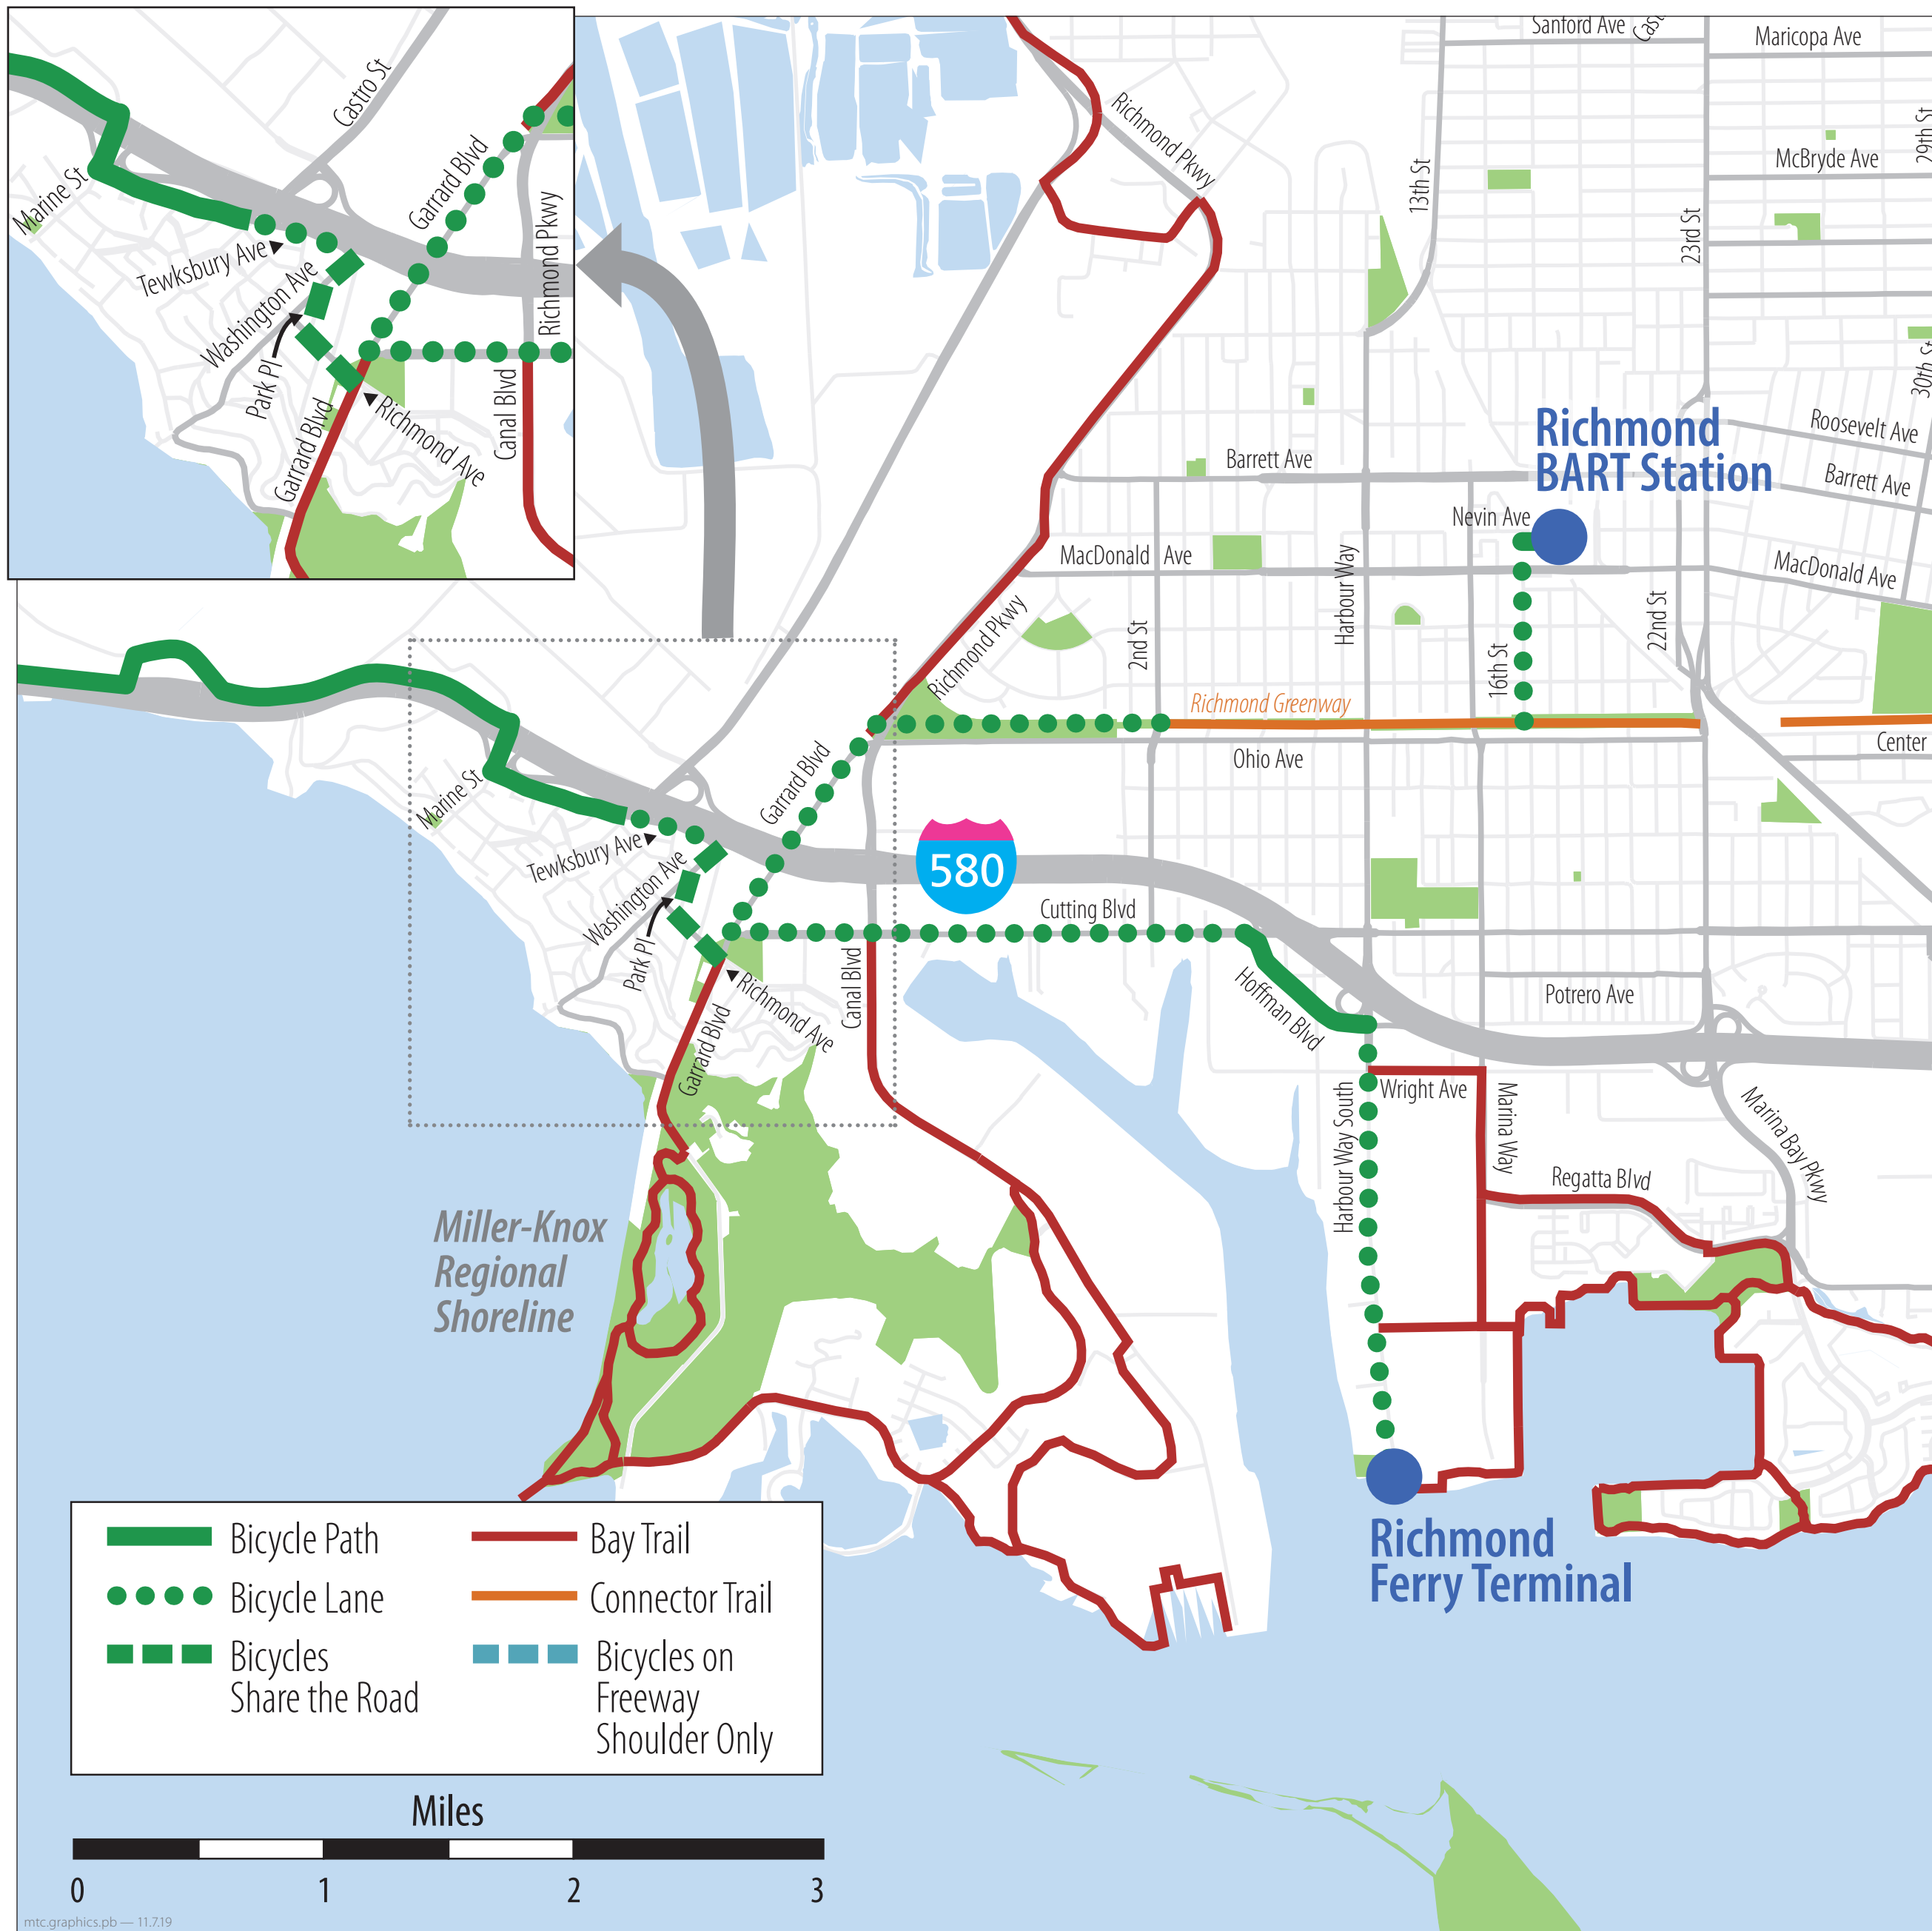 Castro St
Garrard Blvd
Marine St
Tewksbury Ave
Washington Ave
Park Pl
Richmond Pkwy
Garrard Blvd
Richmond Ave
Canal Blvd
Sanford Ave
Maricopa Ave
Richmond Pkwy
McBryde Ave
29th St
13th St
23rd St
30th St
Richmond
BART Station
Roosevelt Ave
Barrett Ave
Barrett Ave
Nevin Ave
MacDonald Ave
MacDonald Ave
Harbour Way
Richmond Pkwy
2nd St
16th St
22nd St
Richmond Greenway
Ohio Ave
Center
Garrard Blvd
Marine St
Tewksbury Ave
Washington Ave
Park Pl
580
Cutting Blvd
Canal Blvd
Richmond Ave
Garrard Blvd
Hoffman Blvd
Potrero Ave
Wright Ave
Harbour Way South
Marina Way
Marina Bay Pkwy
Regatta Blvd
Miller-Knox
Regional
Shoreline
Richmond
Ferry Terminal
Bicycle Path
Bicycle Lane
Bicycles
Share the Road
Bay Trail
Connector Trail
Bicycles on
Freeway
Shoulder Only
Miles
0 1 2 3
mtc.graphics.pb — 11.7.19